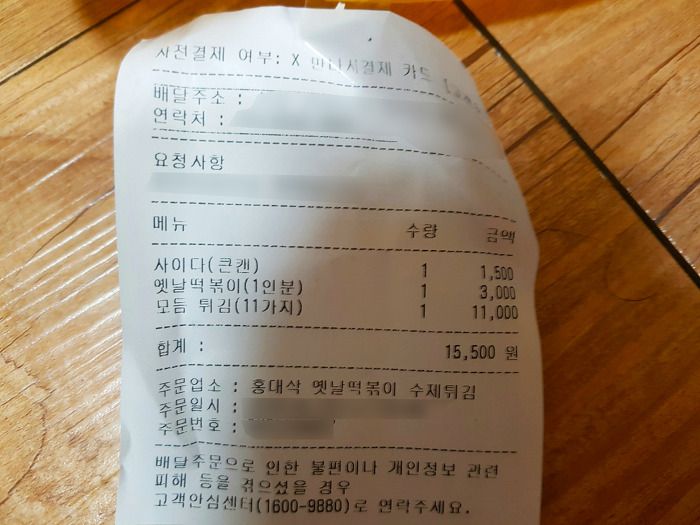 사전결제 여부: X 만나서결제 카드
배달주소 :
연락처 :
요청사항
메뉴 수량 금액
사이다(큰캔) 1 1,500
옛날떡볶이(1인분) 1 3,000
모듬 튀김(11가지) 1 11,000
합계 : 15,500 원
주문업소 : 홍대삭 옛날떡볶이 수제튀김
주문일시 :
주문번호 :
배달주문으로 인한 불편이나 개인정보 관련
피해 등을 겪으셨을 경우
고객안심센터(1600-9880)로 연락주세요.